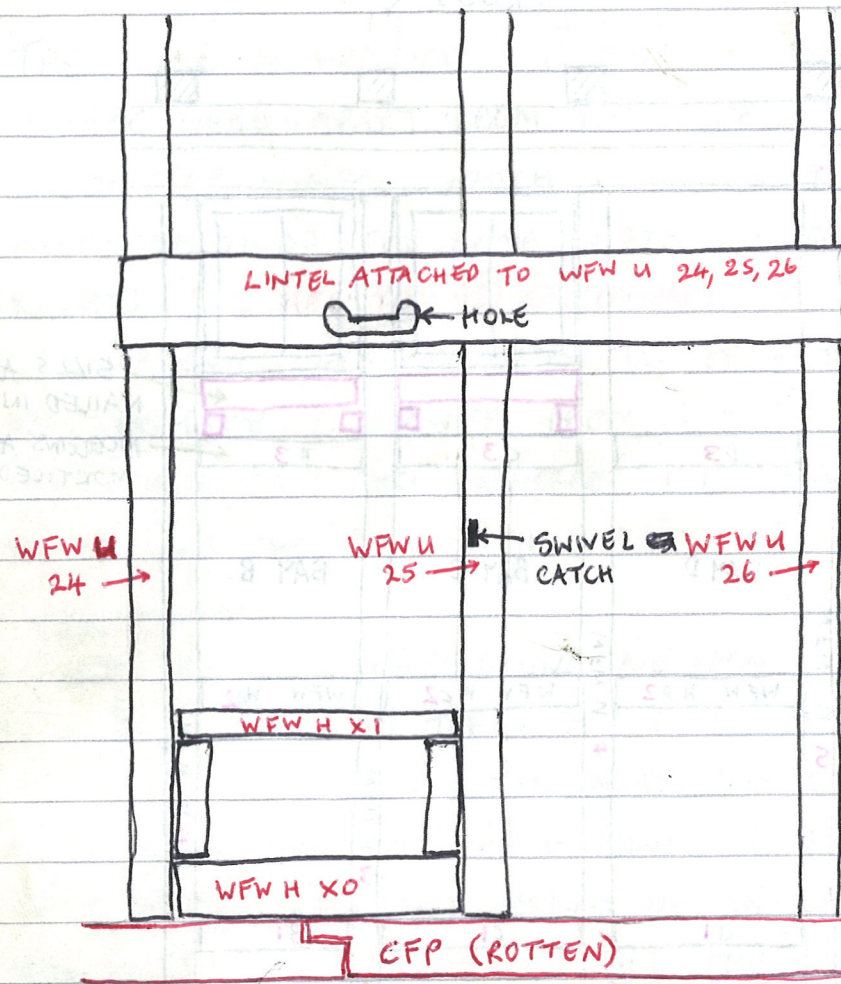 LINTEL ATTACHED TO WFW U 24, 25, 26
HOLE
WFW U
24
WFW U
25
SWIVEL
CATCH
WFW U
26
WFW H X1
WFW H X0
CFP (ROTTEN)